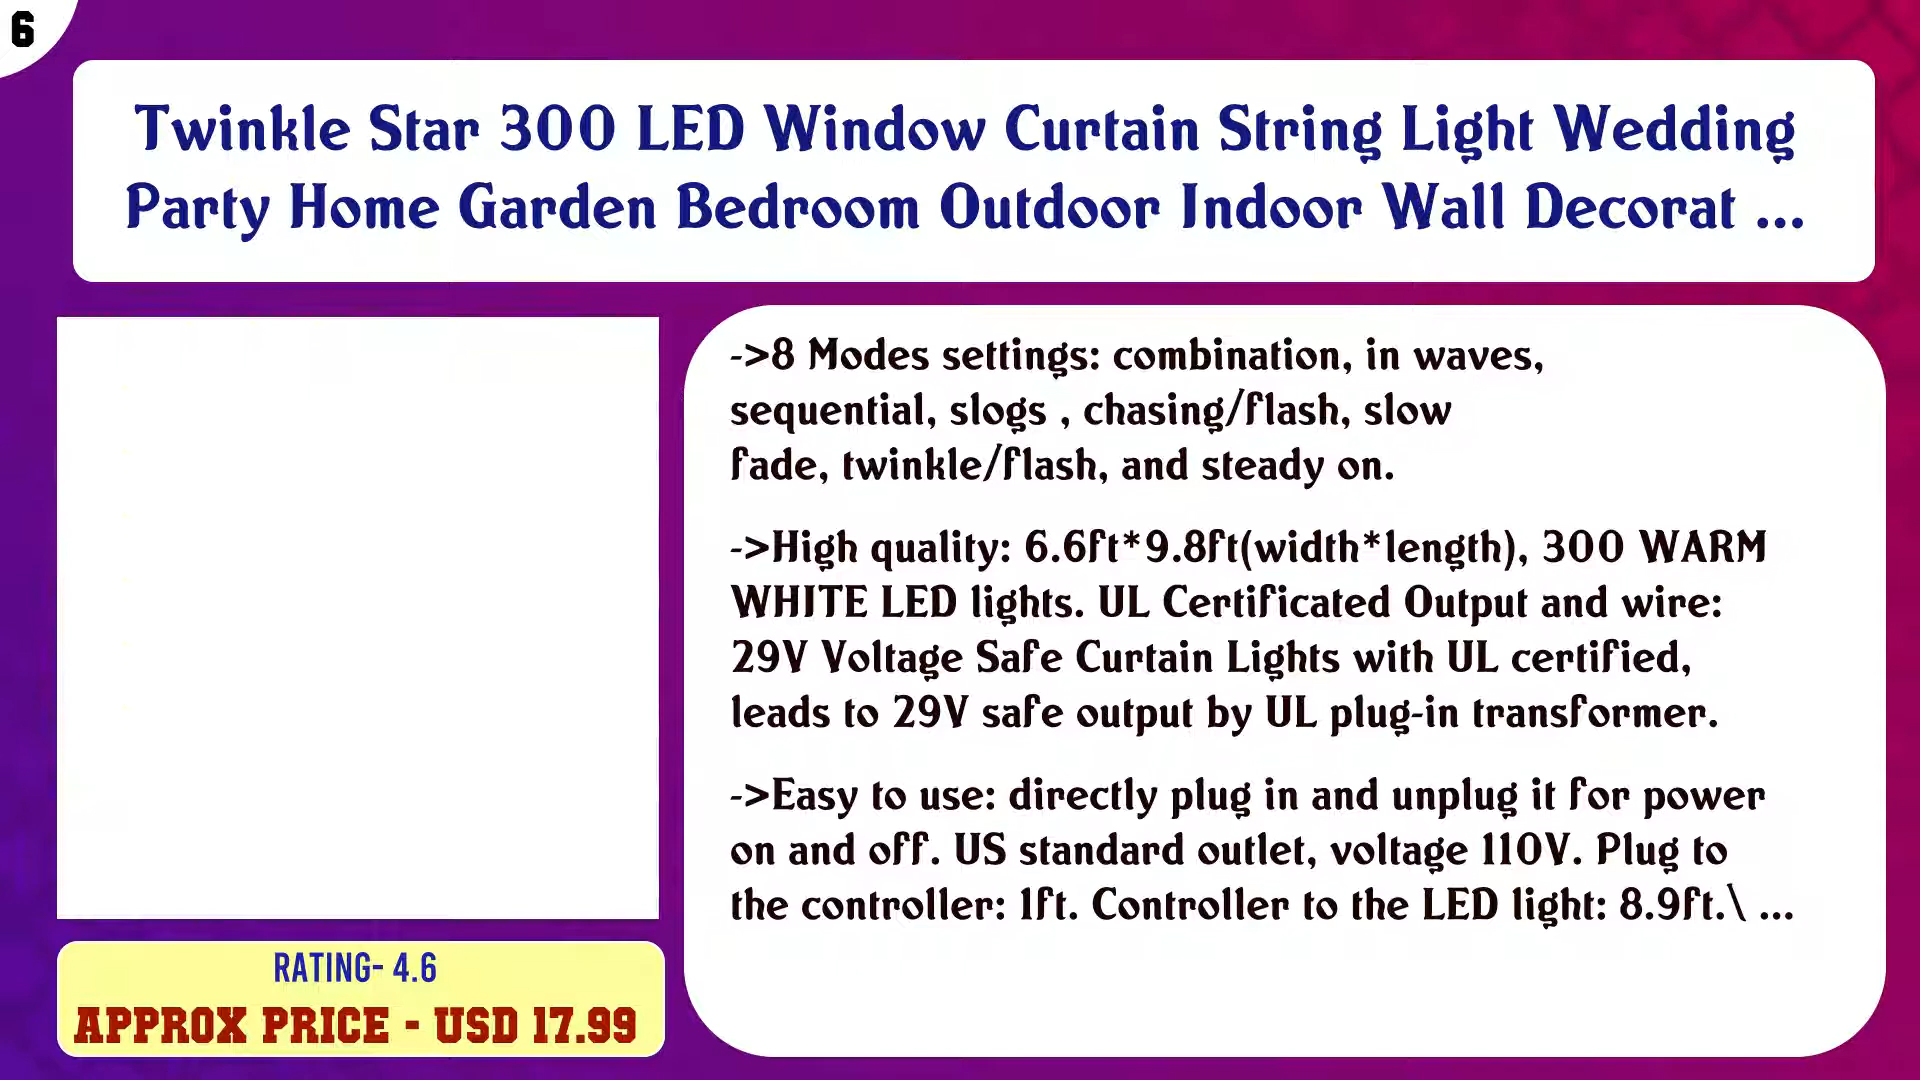 6
Twinkle Star 300 LED Window Curtain String Light Wedding
Party Home Garden Bedroom Outdoor Indoor Wall Decorat ...
->8 Modes settings: combination, in waves,
sequential, slogs , chasing/flash, slow
fade, twinkle/flash, and steady on.
->High quality: 6.6ft*9.8ft(width*length), 300 WARM
WHITE LED lights. UL Certificated Output and wire:
29V Voltage Safe Curtain Lights with UL certified,
leads to 29V safe output by UL plug-in transformer.
->Easy to use: directly plug in and unplug it for power
on and off. US standard outlet, voltage 110V. Plug to
the controller: 1ft. Controller to the LED light: 8.9ft.\ ...
RATING- 4.6
APPROX PRICE - USD 17.99